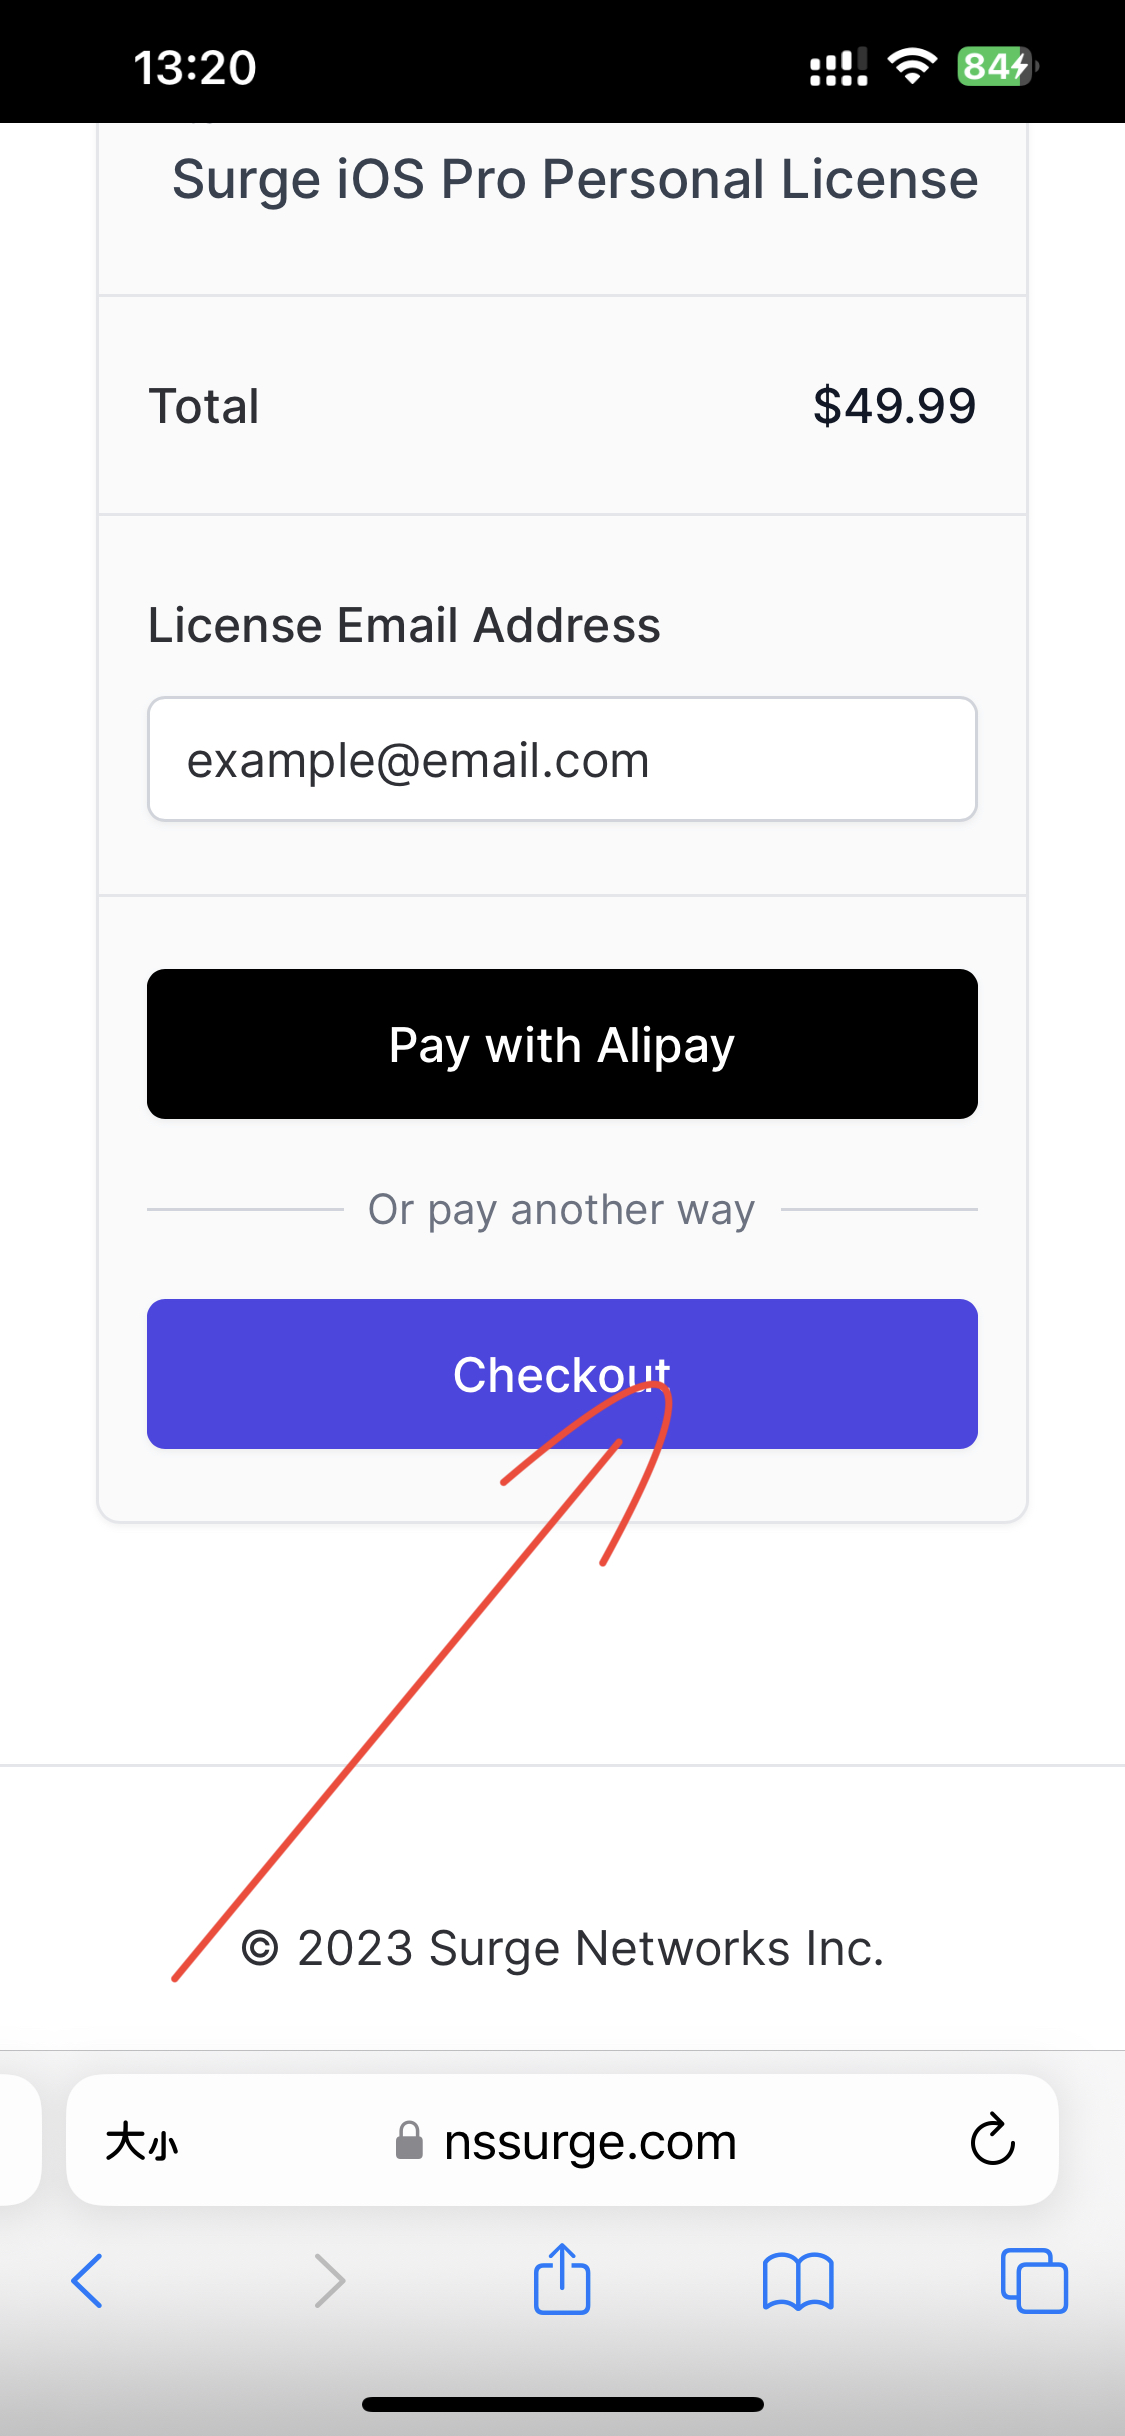 13:20
84
Surge iOS Pro Personal License
Total $49.99
License Email Address
example@email.com
Pay with Alipay
Or pay another way
Checkout
© 2023 Surge Networks Inc.
大小 nssurge.com